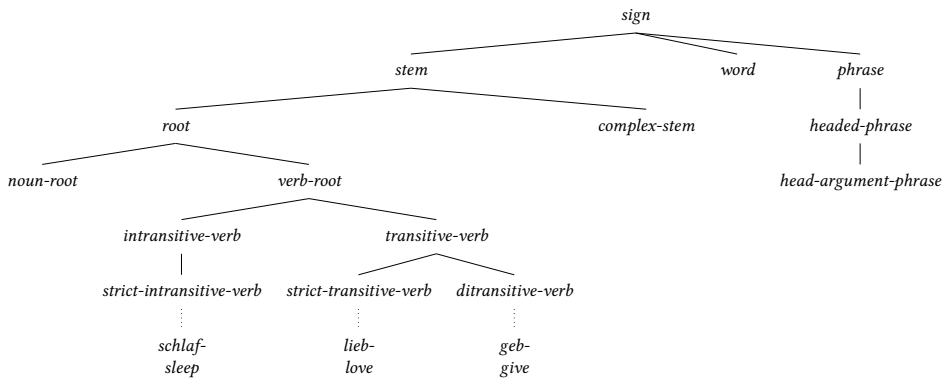 sign
stem word phrase
root complex-stem headed-phrase
noun-root verb-root head-argument-phrase
intransitive-verb transitive-verb
strict-intransitive-verb strict-transitive-verb ditransitive-verb
schlaf- lieb- geb-
sleep love give